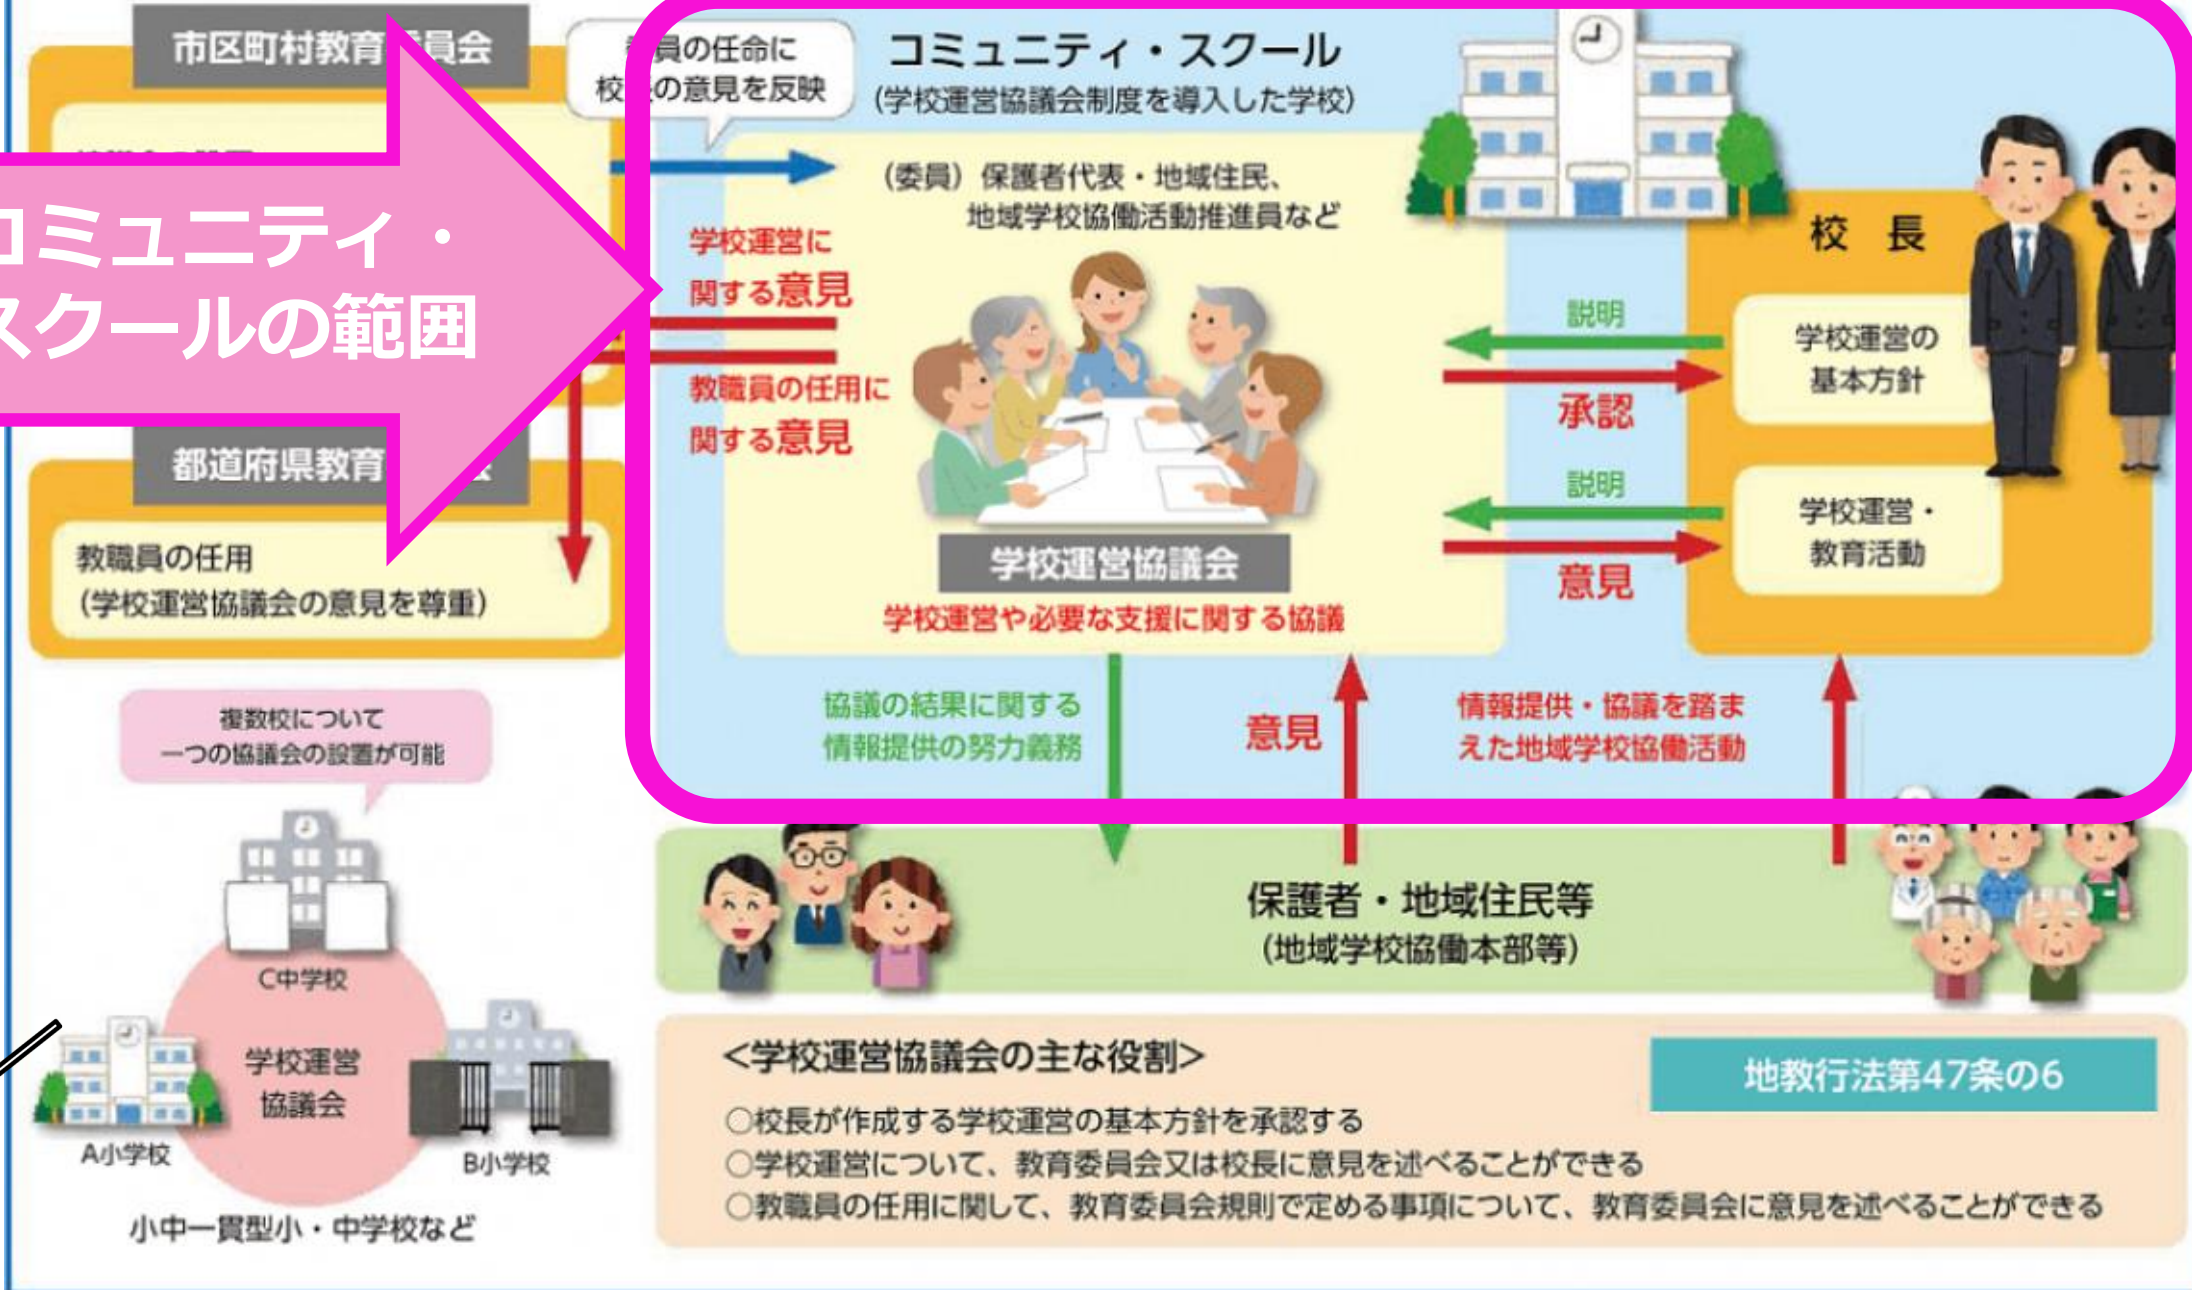 市区町村教育 員会
員の任命に
校 の意見を反映
コミュニティ・スクール
(学校運営協議会制度を導入した学校)
コミュニティ・
スクールの範囲
(委員) 保護者代表・地域住民、
地域学校協働活動推進員など
学校運営に
関する意見
教職員の任用に
関する意見
学校運営協議会
学校運営や必要な支援に関する協議
校 長
説明
承認
学校運営の
基本方針
説明
意見
学校運営・
教育活動
都道府県教育
教職員の任用
(学校運営協議会の意見を尊重)
協議の結果に関する
情報提供の努力義務
意見
情報提供・協議を踏ま
えた地域学校協働活動
複数校について
一つの協議会の設置が可能
C中学校
学校運営
協議会
A小学校
B小学校
小中一貫型小・中学校など
保護者・地域住民等
(地域学校協働本部等)
<学校運営協議会の主な役割>
地教行法第47条の6
○校長が作成する学校運営の基本方針を承認する
○学校運営について、教育委員会又は校長に意見を述べることができる
○教職員の任用に関して、教育委員会規則で定める事項について、教育委員会に意見を述べることができる